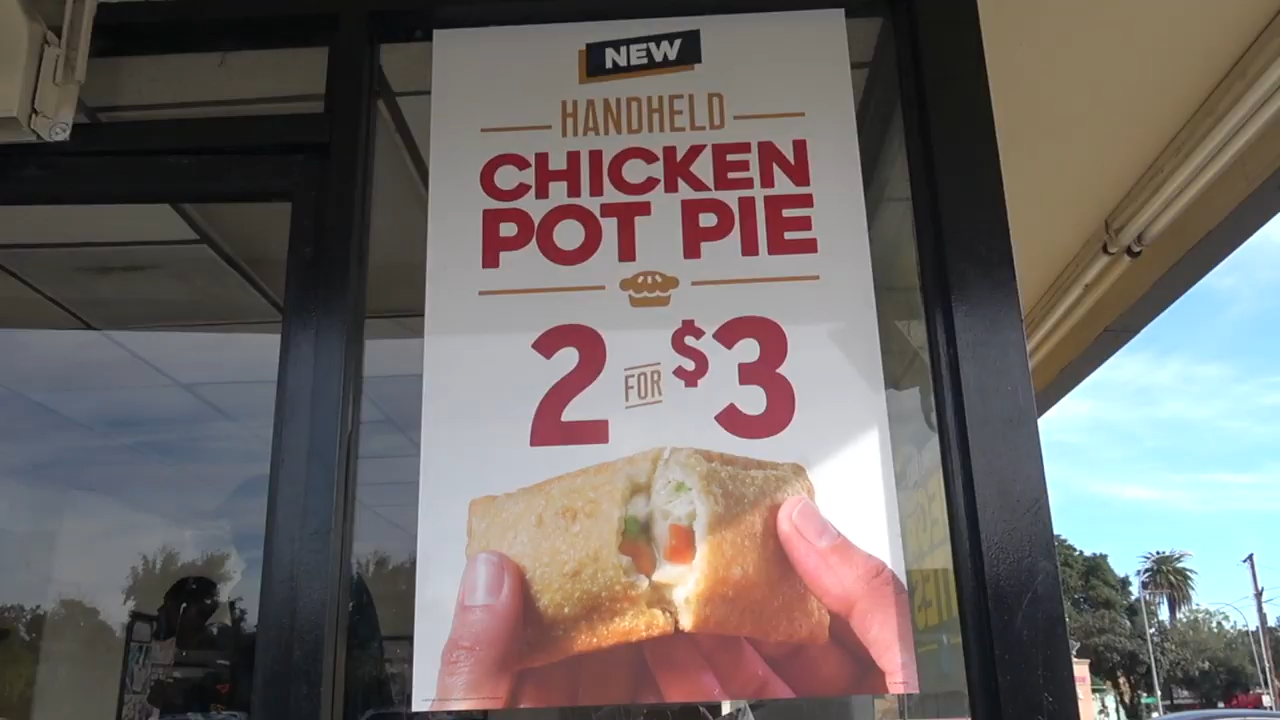 NEW
HANDHELD
CHICKEN
POT PIE
2 FOR $3